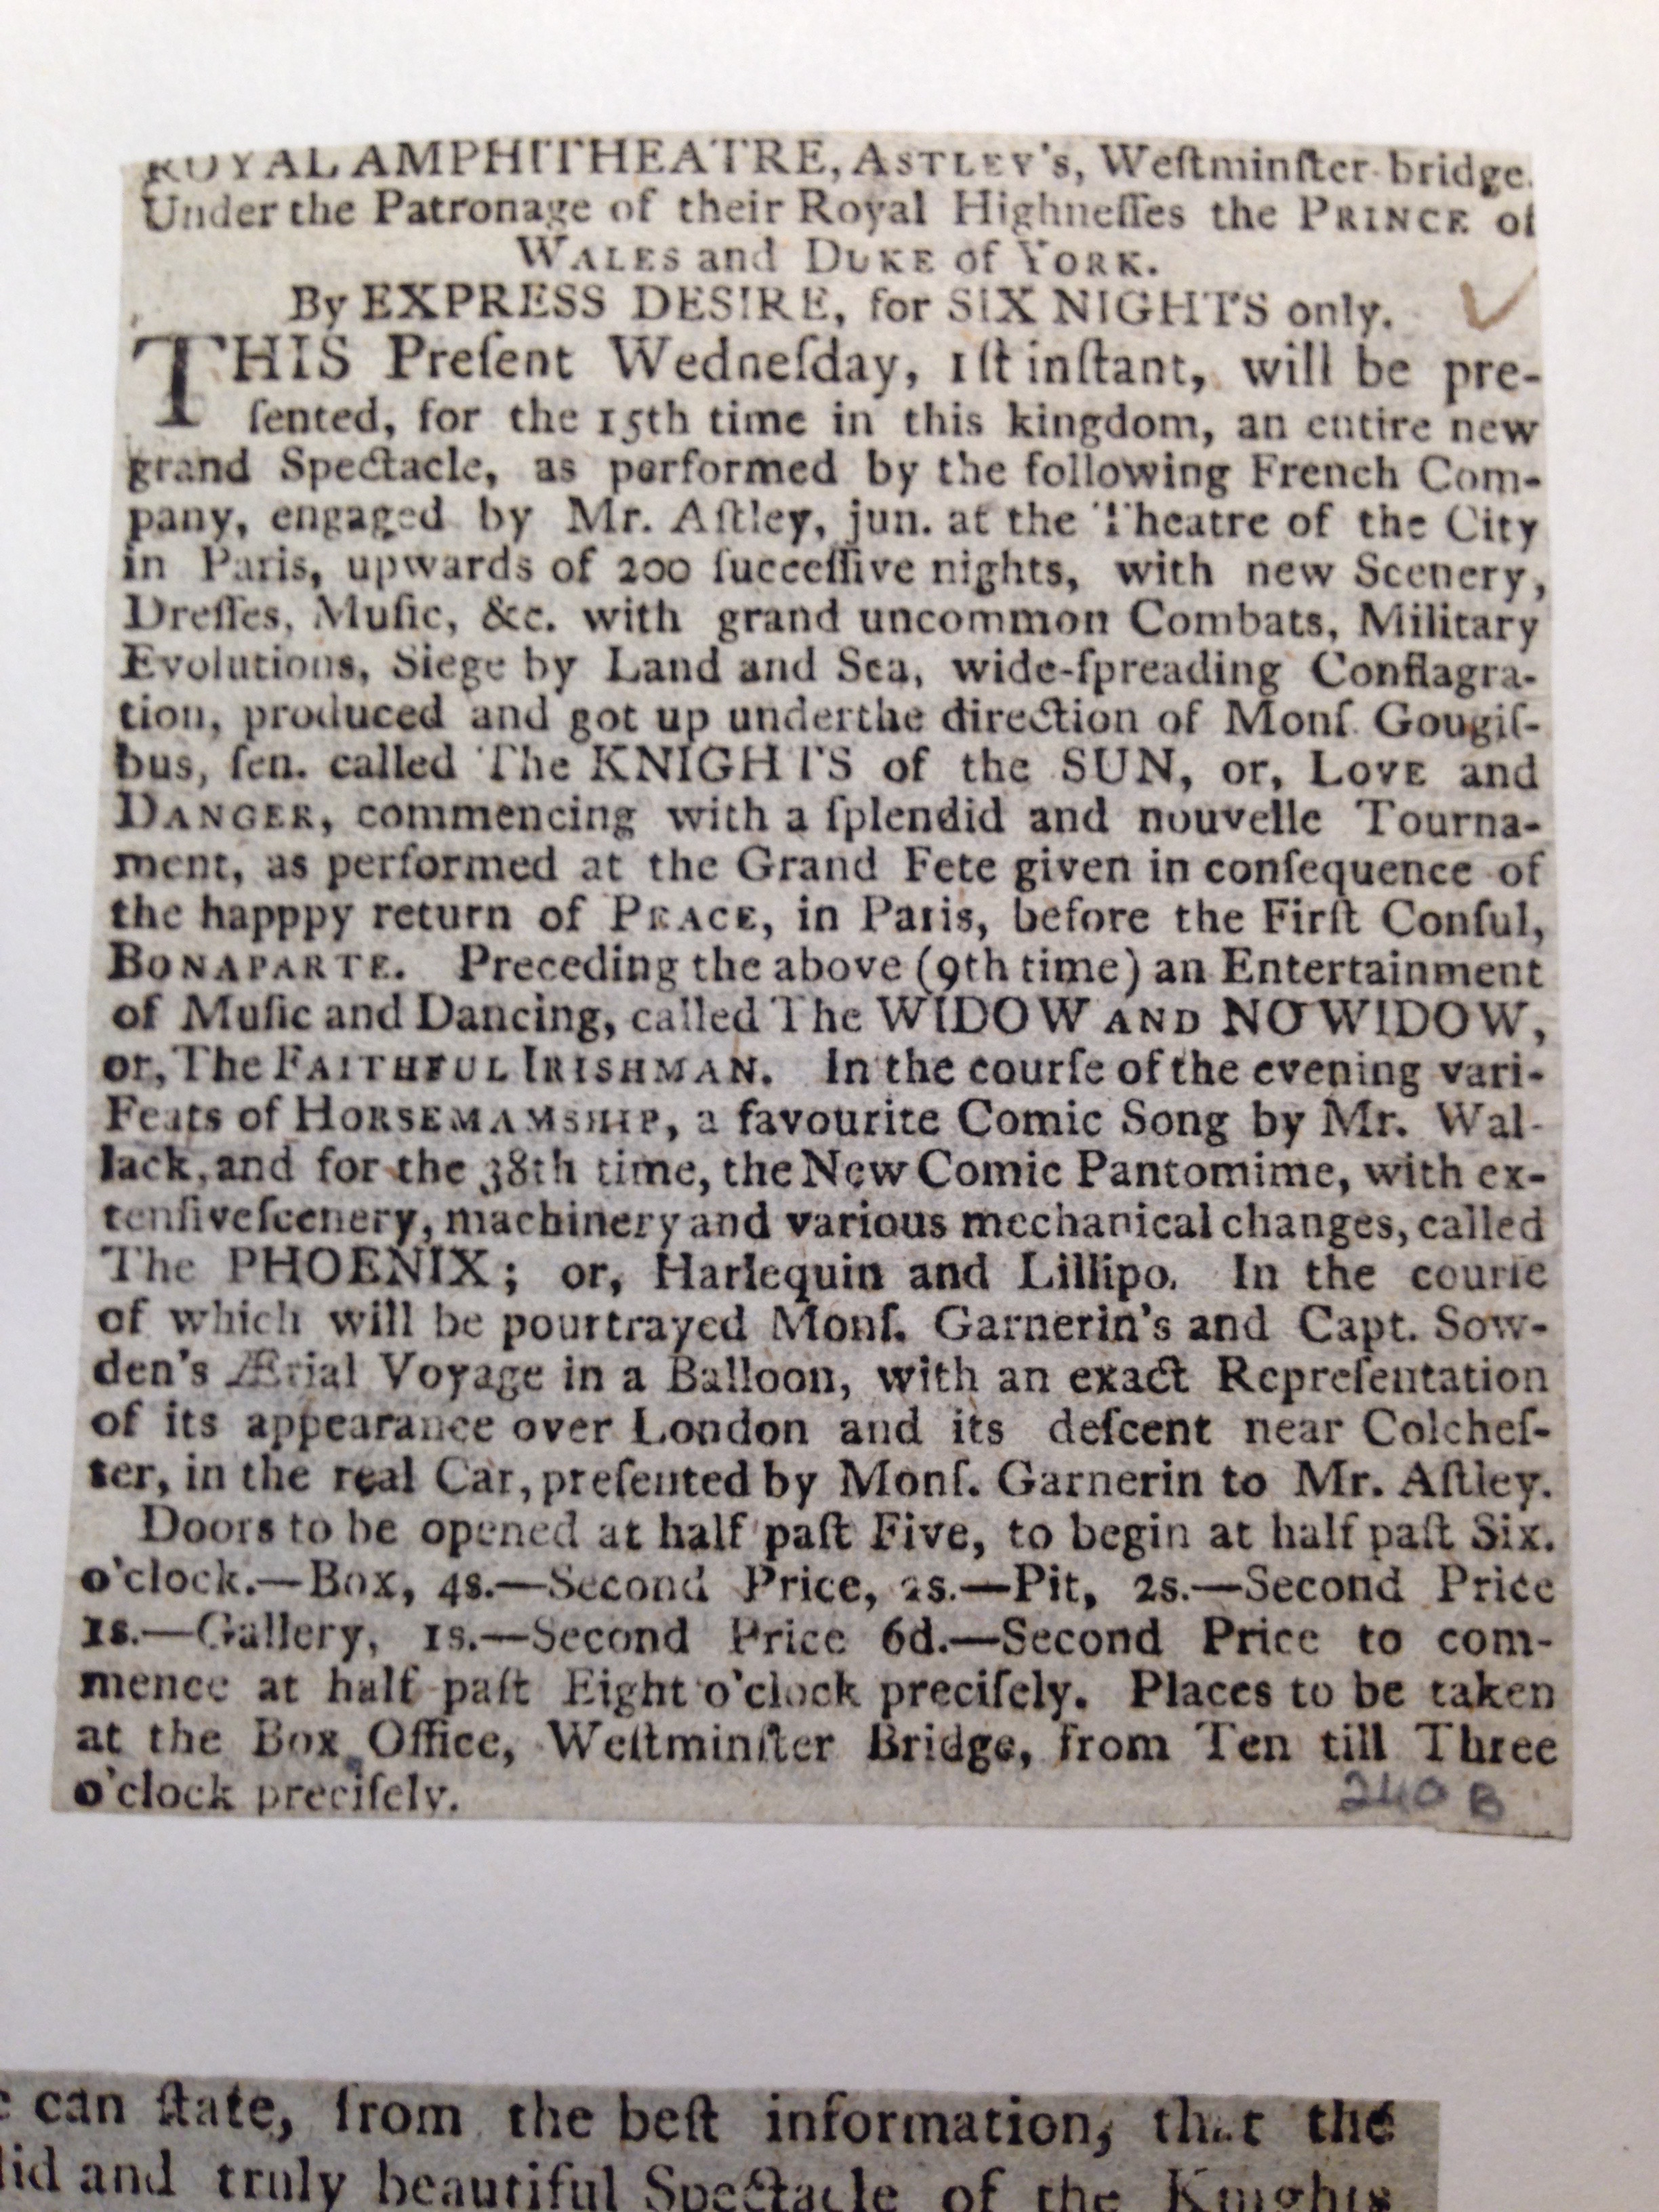 ROYAL AMPHITHEATRE, ASTLEY's, Weſtminſter-bridge.
Under the Patronage of their Royal Highneſſes the PRINCE of
WALES and DUKE of YORK.
By EXPRESS DESIRE, for SIX NIGHTS only.
THIS Preſent Wedneſday, 1ſt inſtant, will be pre-
ſented, for the 15th time in this kingdom, an entire new
grand Spectacle, as performed by the following French Com-
pany, engaged by Mr. Aſtley, jun. at the Theatre of the City
in Paris, upwards of 200 ſucceſſive nights, with new Scenery,
Dreſſes, Muſic, &c. with grand uncommon Combats, Military
Evolutions, Siege by Land and Sea, wide-ſpreading Conflagra-
tion, produced and got up underthe direction of Monſ. Gougiſ-
bus, ſen. called The KNIGHTS of the SUN, or, LOVE and
DANGER, commencing with a ſplendid and nouvelle Tourna-
ment, as performed at the Grand Fete given in conſequence of
the happpy return of PEACE, in Paris, before the Firſt Conſul,
BONAPARTE. Preceding the above (9th time) an Entertainment
of Muſic and Dancing, called The WIDOW AND NO WIDOW,
or, The FAITHFUL IRISHMAN. In the courſe of the evening vari-
Feats of HORSEMAMSHIP, a favourite Comic Song by Mr. Wal-
lack, and for the 38th time, the New Comic Pantomime, with ex-
tenſiveſcenery, machinery and various mechanical changes, called
The PHOENIX; or, Harlequin and Lillipo. In the courſe
of which will be pourtrayed Monſ. Garnerin's and Capt. Sow-
den's Ærial Voyage in a Balloon, with an exact Repreſentation
of its appearance over London and its deſcent near Colcheſ-
ter, in the real Car, preſented by Monſ. Garnerin to Mr. Aſtley.
Doors to be opened at half paſt Five, to begin at half paſt Six.
o'clock.—Box, 4s.—Second Price, 2s.—Pit, 2s.—Second Price
1s.—Gallery, 1s.—Second Price 6d.—Second Price to com-
mence at half paſt Eight o'clock preciſely. Places to be taken
at the Box Office, Weſtminſter Bridge, from Ten till Three
o'clock preciſely.
240 B
can ſtate, from the beſt information, that the
and truly beautiful Spectacle of the Knights